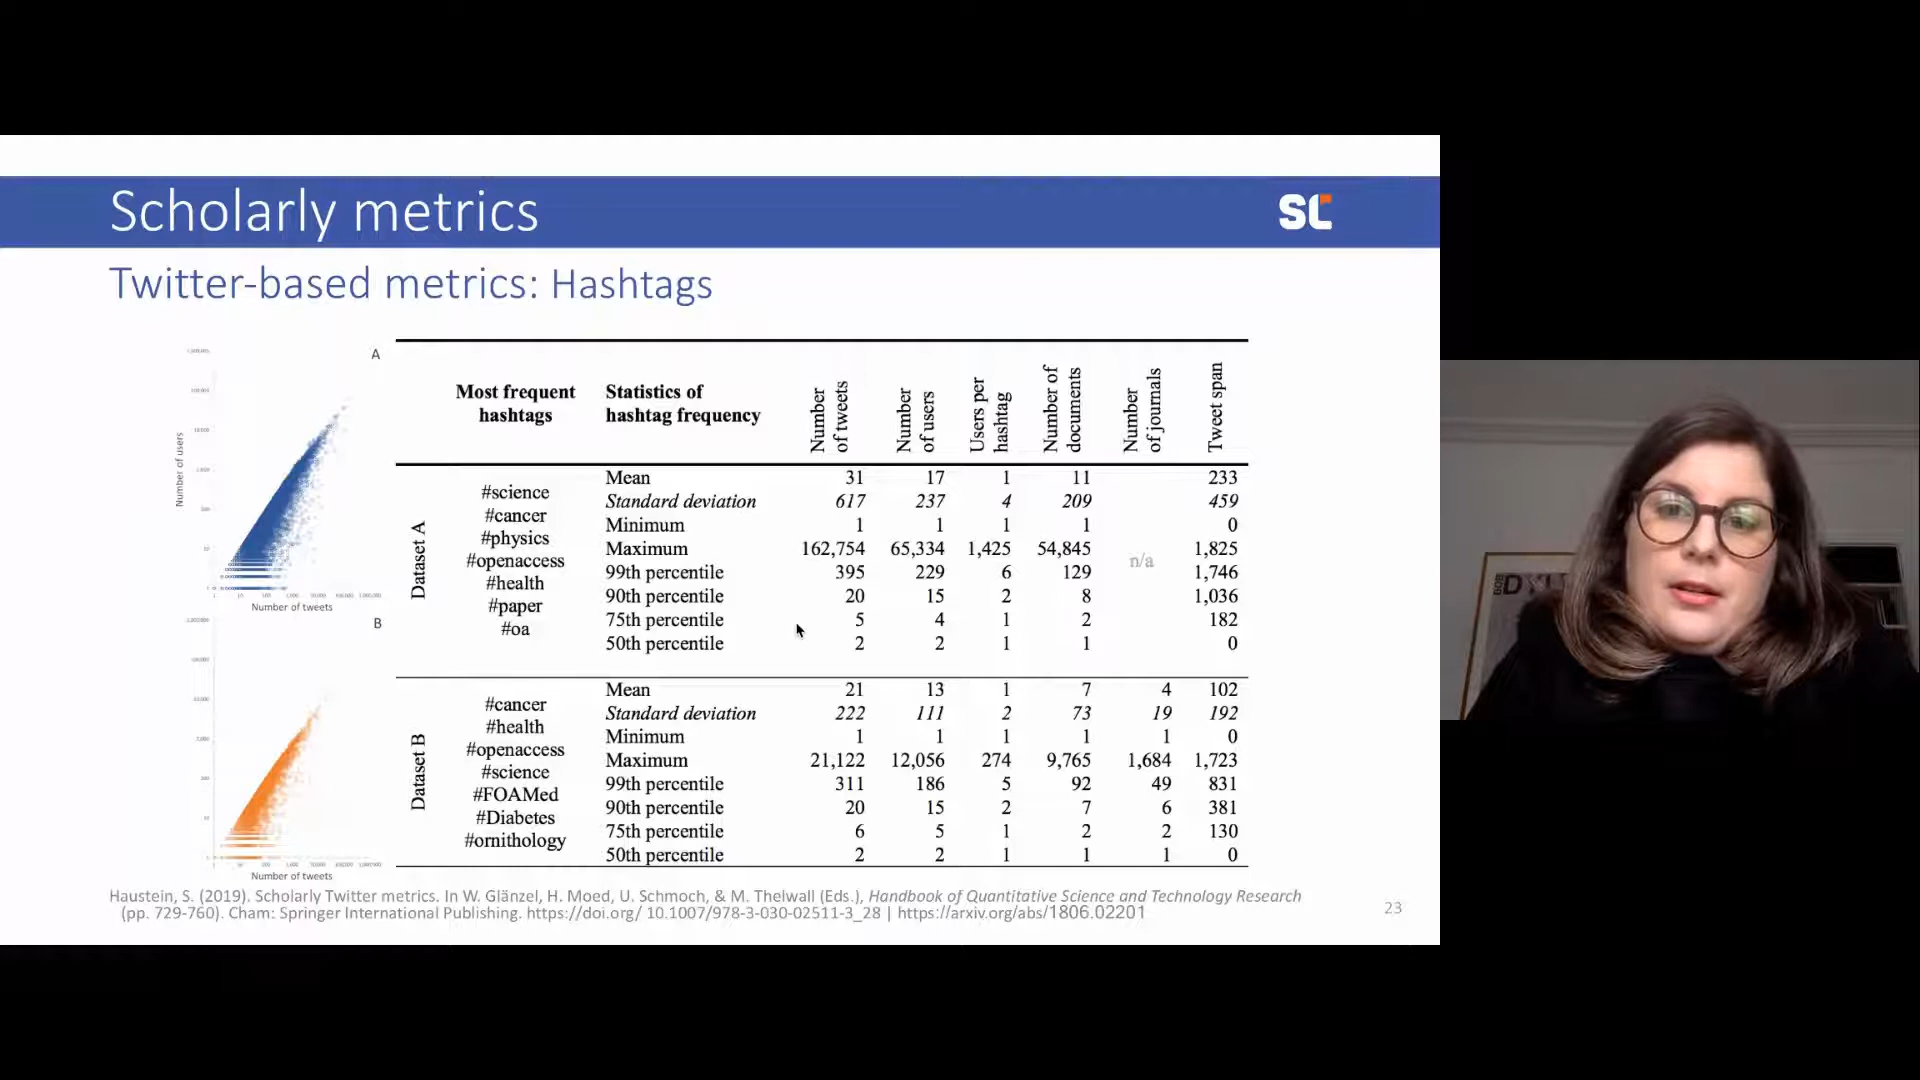 Scholarly metrics
SC
Twitter-based metrics: Hashtags
A
Number of users
Number of tweets
B
Number of tweets
Most frequent hashtags
Statistics of hashtag frequency
Number of tweets
Number of users
Users per hashtag
Number of documents
Number of journals
Tweet span
Dataset A
#science
#cancer
#physics
#openaccess
#health
#paper
#oa
Mean 31 17 1 11 233
Standard deviation 617 237 4 209 459
Minimum 1 1 1 1 0
Maximum 162,754 65,334 1,425 54,845 n/a 1,825
99th percentile 395 229 6 129 1,746
90th percentile 20 15 2 8 1,036
75th percentile 5 4 1 2 182
50th percentile 2 2 1 1 0
Dataset B
#cancer
#health
#openaccess
#science
#FOAMed
#Diabetes
#ornithology
Mean 21 13 1 7 4 102
Standard deviation 222 111 2 73 19 192
Minimum 1 1 1 1 1 0
Maximum 21,122 12,056 274 9,765 1,684 1,723
99th percentile 311 186 5 92 49 831
90th percentile 20 15 2 7 6 381
75th percentile 6 5 1 2 2 130
50th percentile 2 2 1 1 1 0
Haustein, S. (2019). Scholarly Twitter metrics. In W. Glänzel, H. Moed, U. Schmoch, & M. Thelwall (Eds.), Handbook of Quantitative Science and Technology Research
(pp. 729-760). Cham: Springer International Publishing. https://doi.org/ 10.1007/978-3-030-02511-3_28 | https://arxiv.org/abs/1806.02201
23